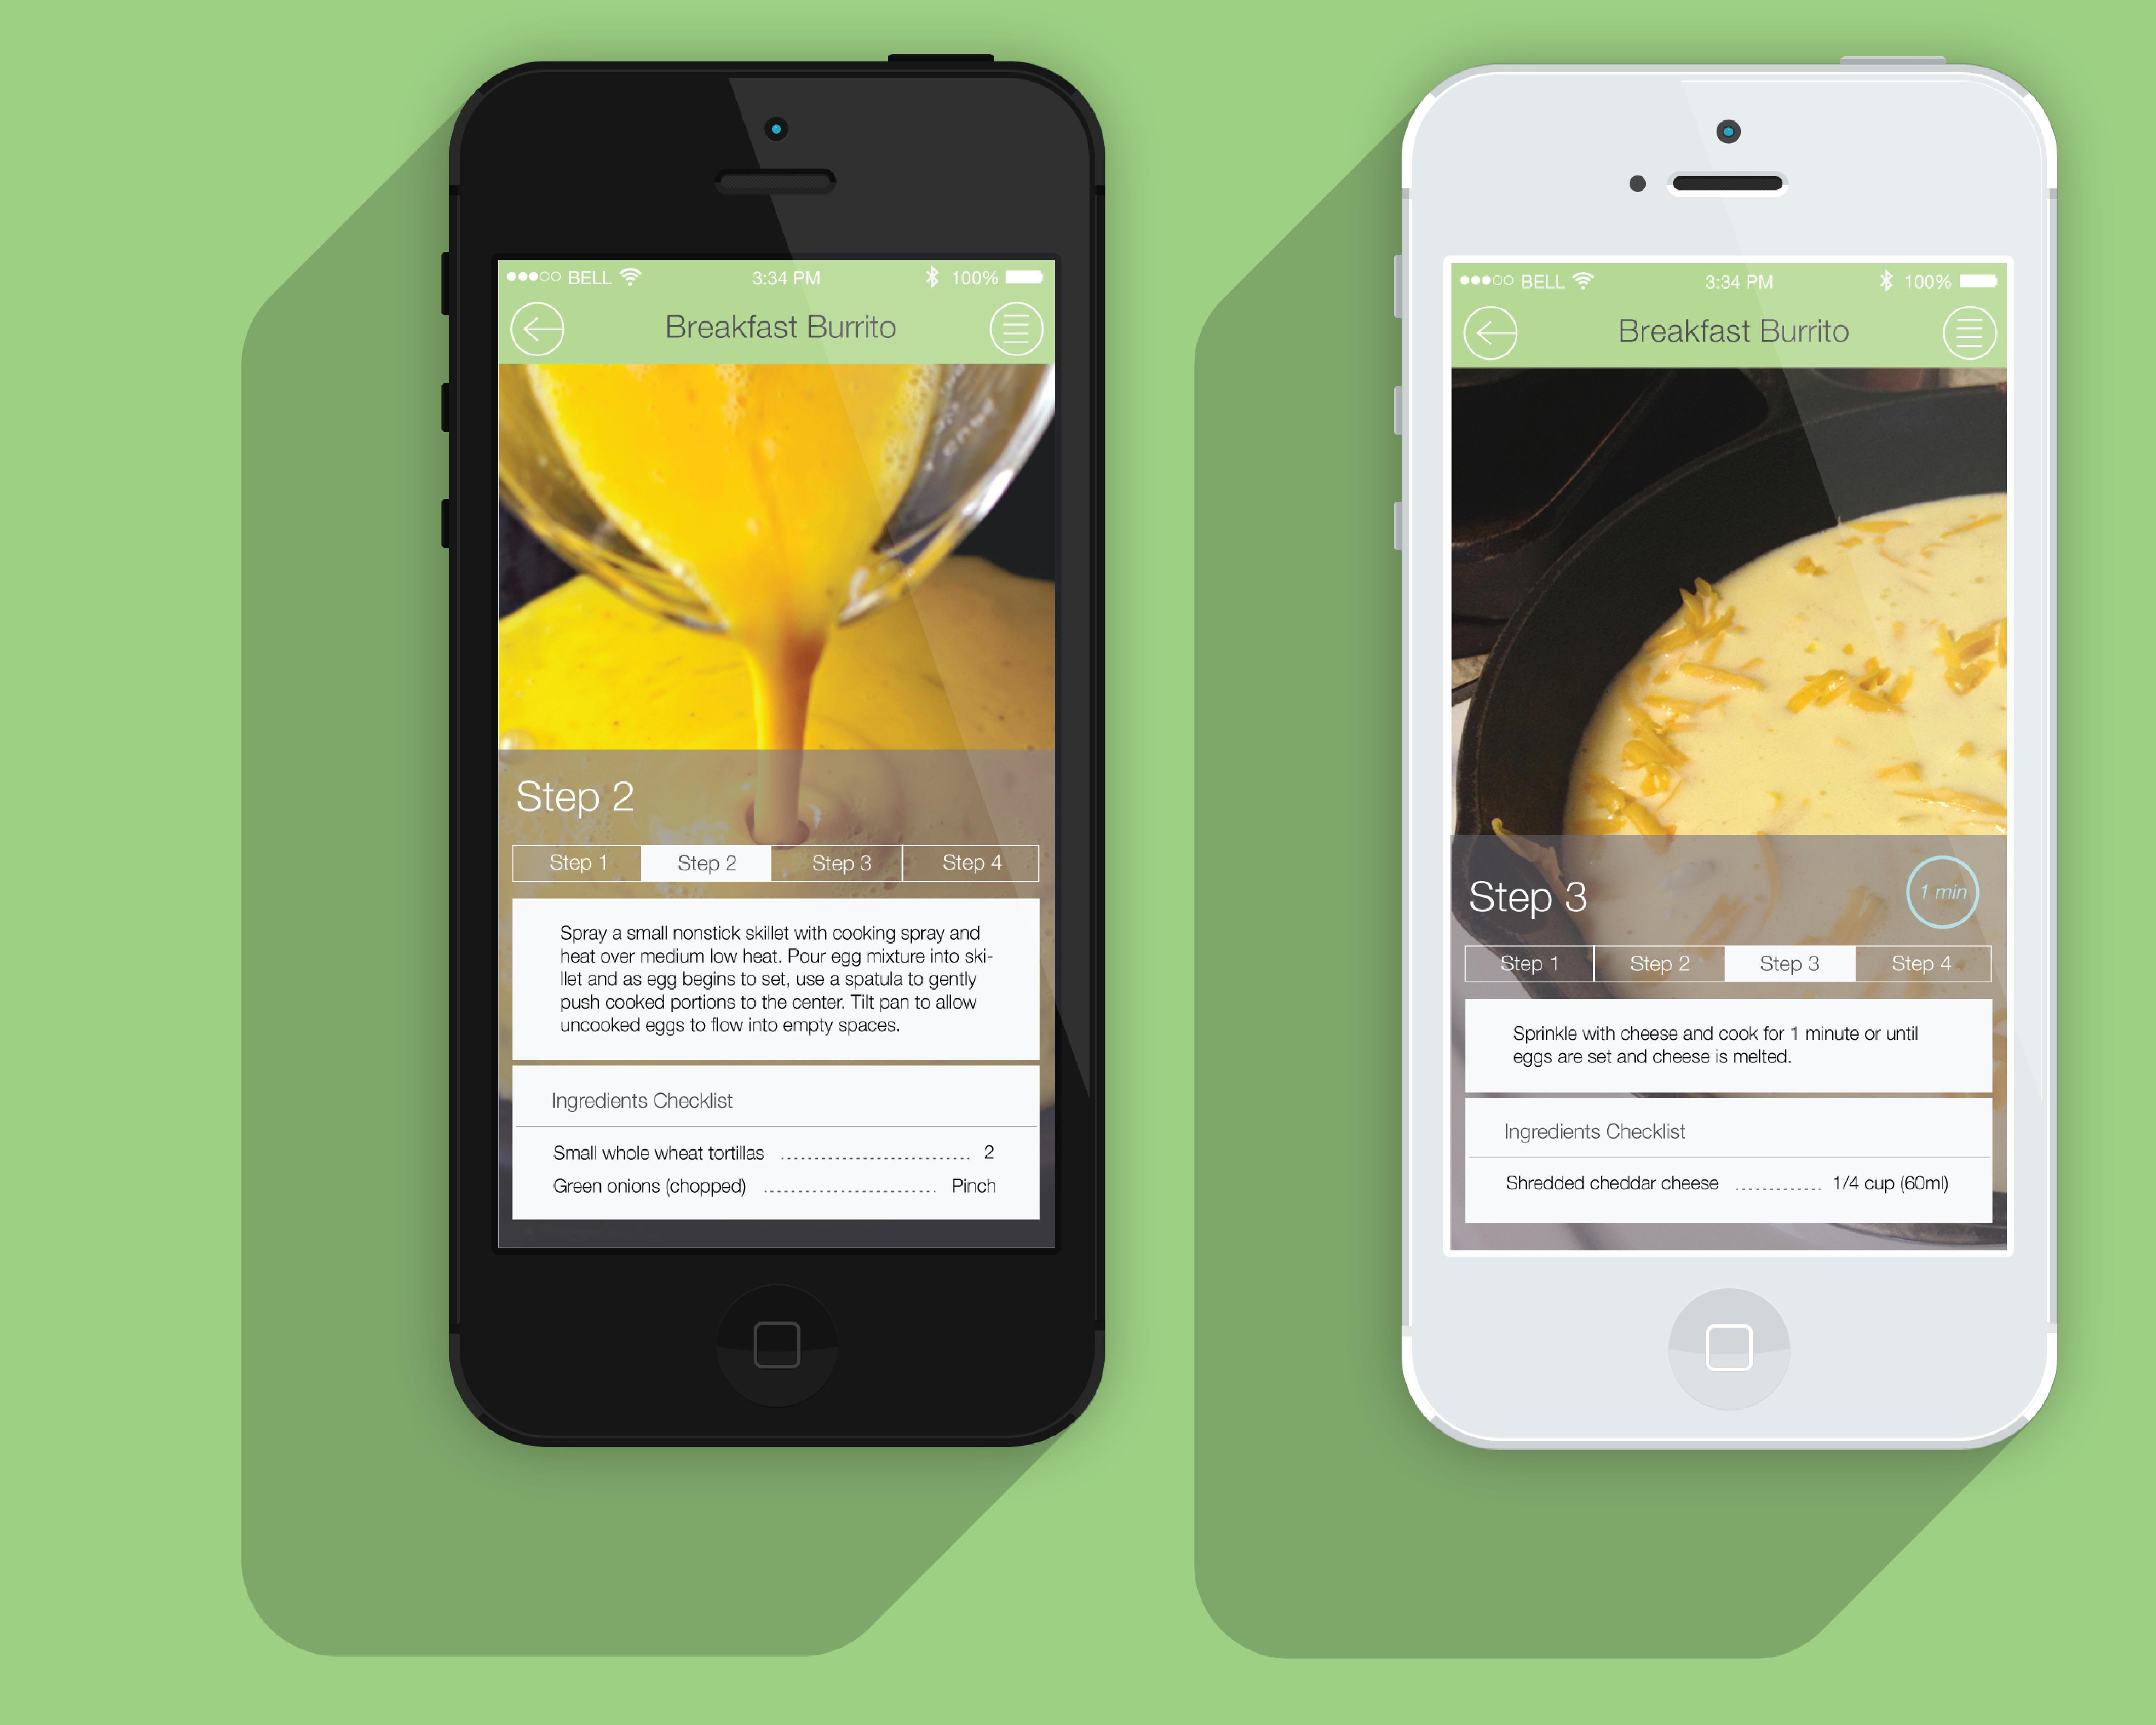 BELL 3:34 PM 100%
Breakfast Burrito
Step 2
Step 1 Step 2 Step 3 Step 4
Spray a small nonstick skillet with cooking spray and
heat over medium low heat. Pour egg mixture into ski-
llet and as egg begins to set, use a spatula to gently
push cooked portions to the center. Tilt pan to allow
uncooked eggs to flow into empty spaces.
Ingredients Checklist
Small whole wheat tortillas 2
Green onions (chopped) Pinch
BELL 3:34 PM 100%
Breakfast Burrito
Step 3 1 min
Step 1 Step 2 Step 3 Step 4
Sprinkle with cheese and cook for 1 minute or until
eggs are set and cheese is melted.
Ingredients Checklist
Shredded cheddar cheese 1/4 cup (60ml)